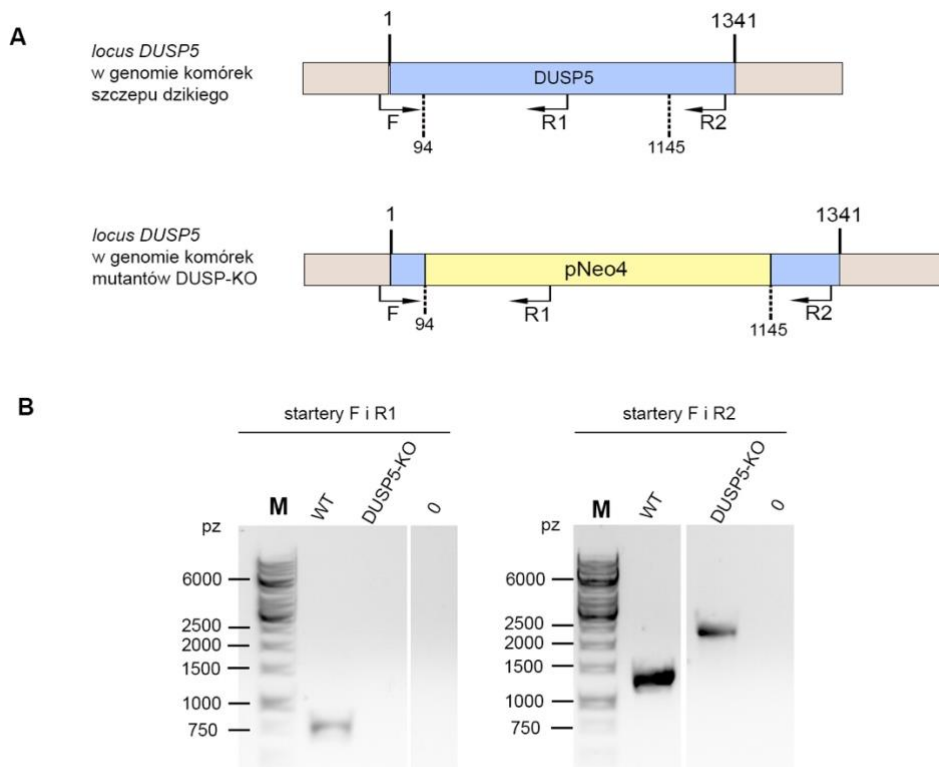 A
locus DUSP5
w genomie komórek
szczepu dzikiego
1
1341
DUSP5
F
R1
R2
94
1145
locus DUSP5
w genomie komórek
mutantów DUSP-KO
1
1341
pNeo4
F
R1
R2
94
1145
B
startery F i R1
startery F i R2
M
WT
DUSP5-KO
0
M
WT
DUSP5-KO
0
pz
6000
2500
2000
1500
1000
750
pz
6000
2500
2000
1500
1000
750